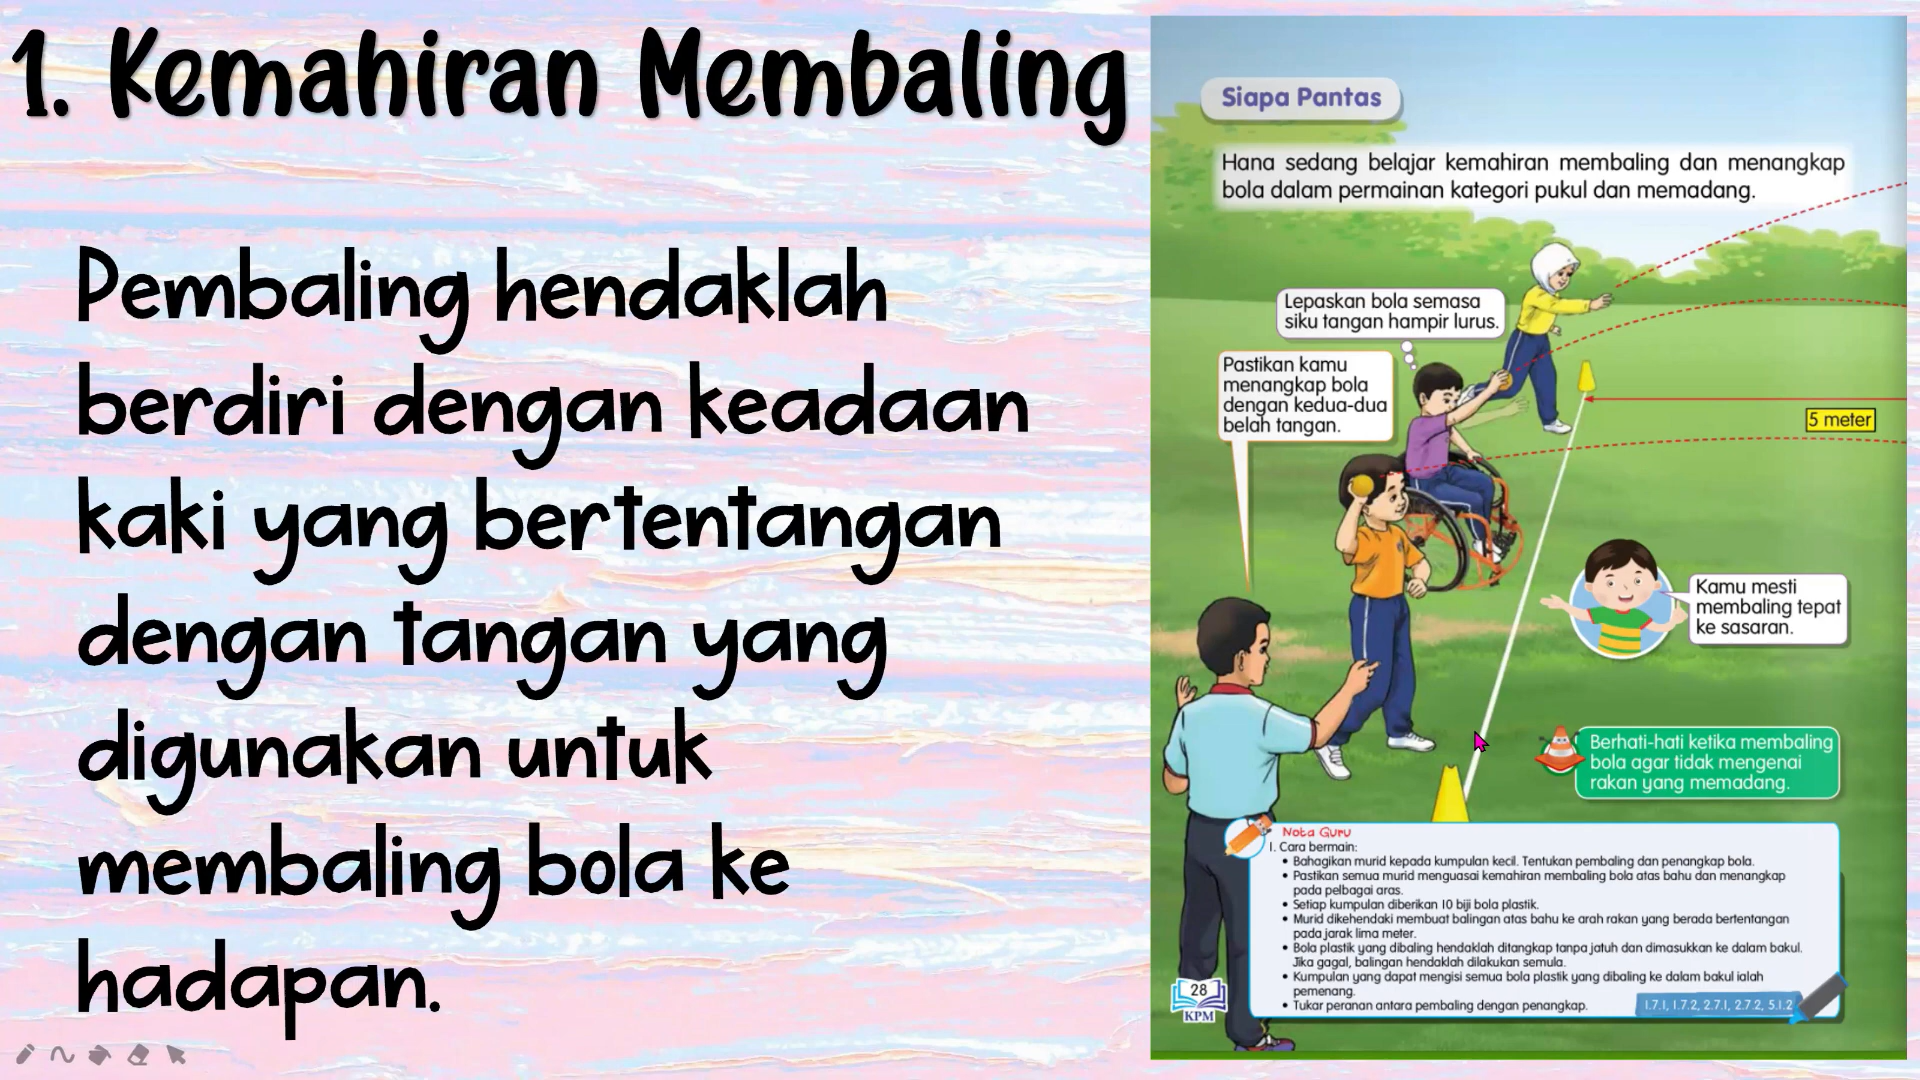 1. Kemahiran Membaling
Pembaling hendaklah
berdiri dengan keadaan
kaki yang bertentangan
dengan tangan yang
digunakan untuk
membaling bola ke
hadapan.
Siapa Pantas
Hana sedang belajar kemahiran membaling dan menangkap
bola dalam permainan kategori pukul dan memadang.
Lepaskan bola semasa
siku tangan hampir lurus.
Pastikan kamu
menangkap bola
dengan kedua-dua
belah tangan.
5 meter
Kamu mesti
membaling tepat
ke sasaran.
Berhati-hati ketika membaling
bola agar tidak mengenai
rakan yang memadang.
Nota Guru
1. Cara bermain:
• Bahagikan murid kepada kumpulan kecil. Tentukan pembaling dan penangkap bola.
• Pastikan semua murid menguasai kemahiran membaling bola atas bahu dan menangkap
pada pelbagai aras.
• Setiap kumpulan diberikan 10 biji bola plastik.
• Murid dikehendaki membuat balingan atas bahu ke arah rakan yang berada bertentangan
pada jarak lima meter.
• Bola plastik yang dibaling hendaklah ditangkap tanpa jatuh dan dimasukkan ke dalam bakul.
Jika gagal, balingan hendaklah dilakukan semula.
• Kumpulan yang dapat mengisi semua bola plastik yang dibaling ke dalam bakul ialah
pemenang.
• Tukar peranan antara pembaling dengan penangkap.
1.7.1, 1.7.2, 2.7.1, 2.7.2, 5.1.2
28
KPM